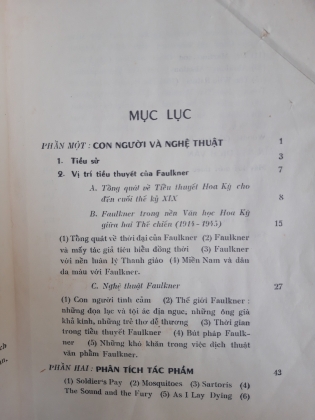 MỤC LỤC
PHẦN MỘT : CON NGƯỜI VÀ NGHỆ THUẬT 1
1. Tiểu sử 3
2. Vị trí tiểu thuyết của Faulkner 7
A. Tổng quát về Tiểu thuyết Hoa Kỳ cho
đến cuối thế kỷ XIX 8
B. Faulkner trong nền Văn học Hoa Kỳ
giữa hai Thế chiến (1914-1945) 15
(1) Tổng quát về thời đại của Faulkner (2) Faulkner
và mấy tác giả tiêu biểu đồng thời (3) Faulkner
với nền luân lý Thanh giáo (4) Miền Nam và dân
da màu với Faulkner.
C. Nghệ thuật Faulkner 27
(1) Con người tình cảm (2) Thế giới Faulkner :
những đọa lạc và tội ác địa ngục, những ông già
khả kính, những trẻ thơ dễ thương (3) Thời gian
trong tiểu thuyết Faulkner (4) Bút pháp Faulk-
ner (5) Những khó khăn trong việc dịch thuật
văn phẩm Faulkner.
PHẦN HAI : PHÂN TÍCH TÁC PHẨM 43
(1) Soldier's Pay (2) Mosquitoes (3) Sartoris (4)
The Sound and the Fury (5) As I Lay Dying (6)